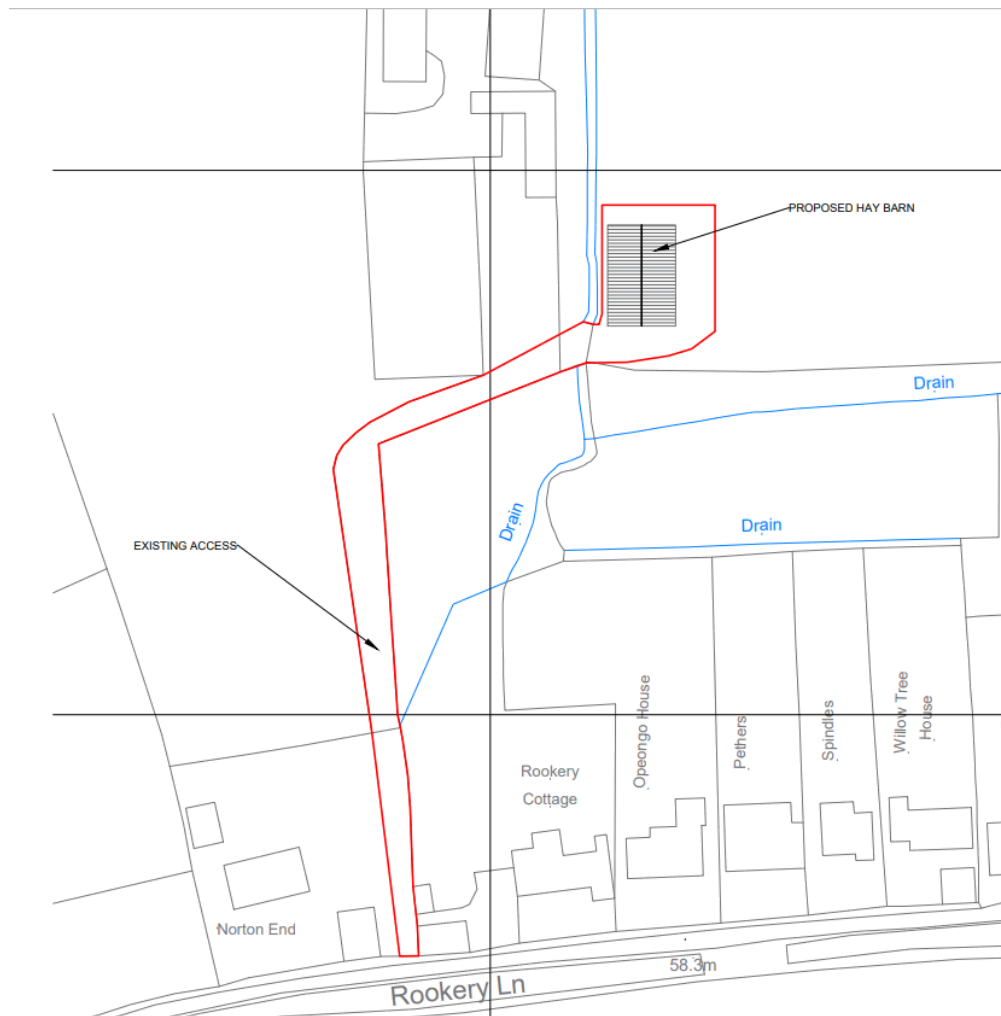 PROPOSED HAY BARN
Drain
Drain
Drain
EXISTING ACCESS
Opeongo House
Pethers
Spindles
Willow Tree
House
Rookery
Cottage
Norton End
58.3m
Rookery Ln